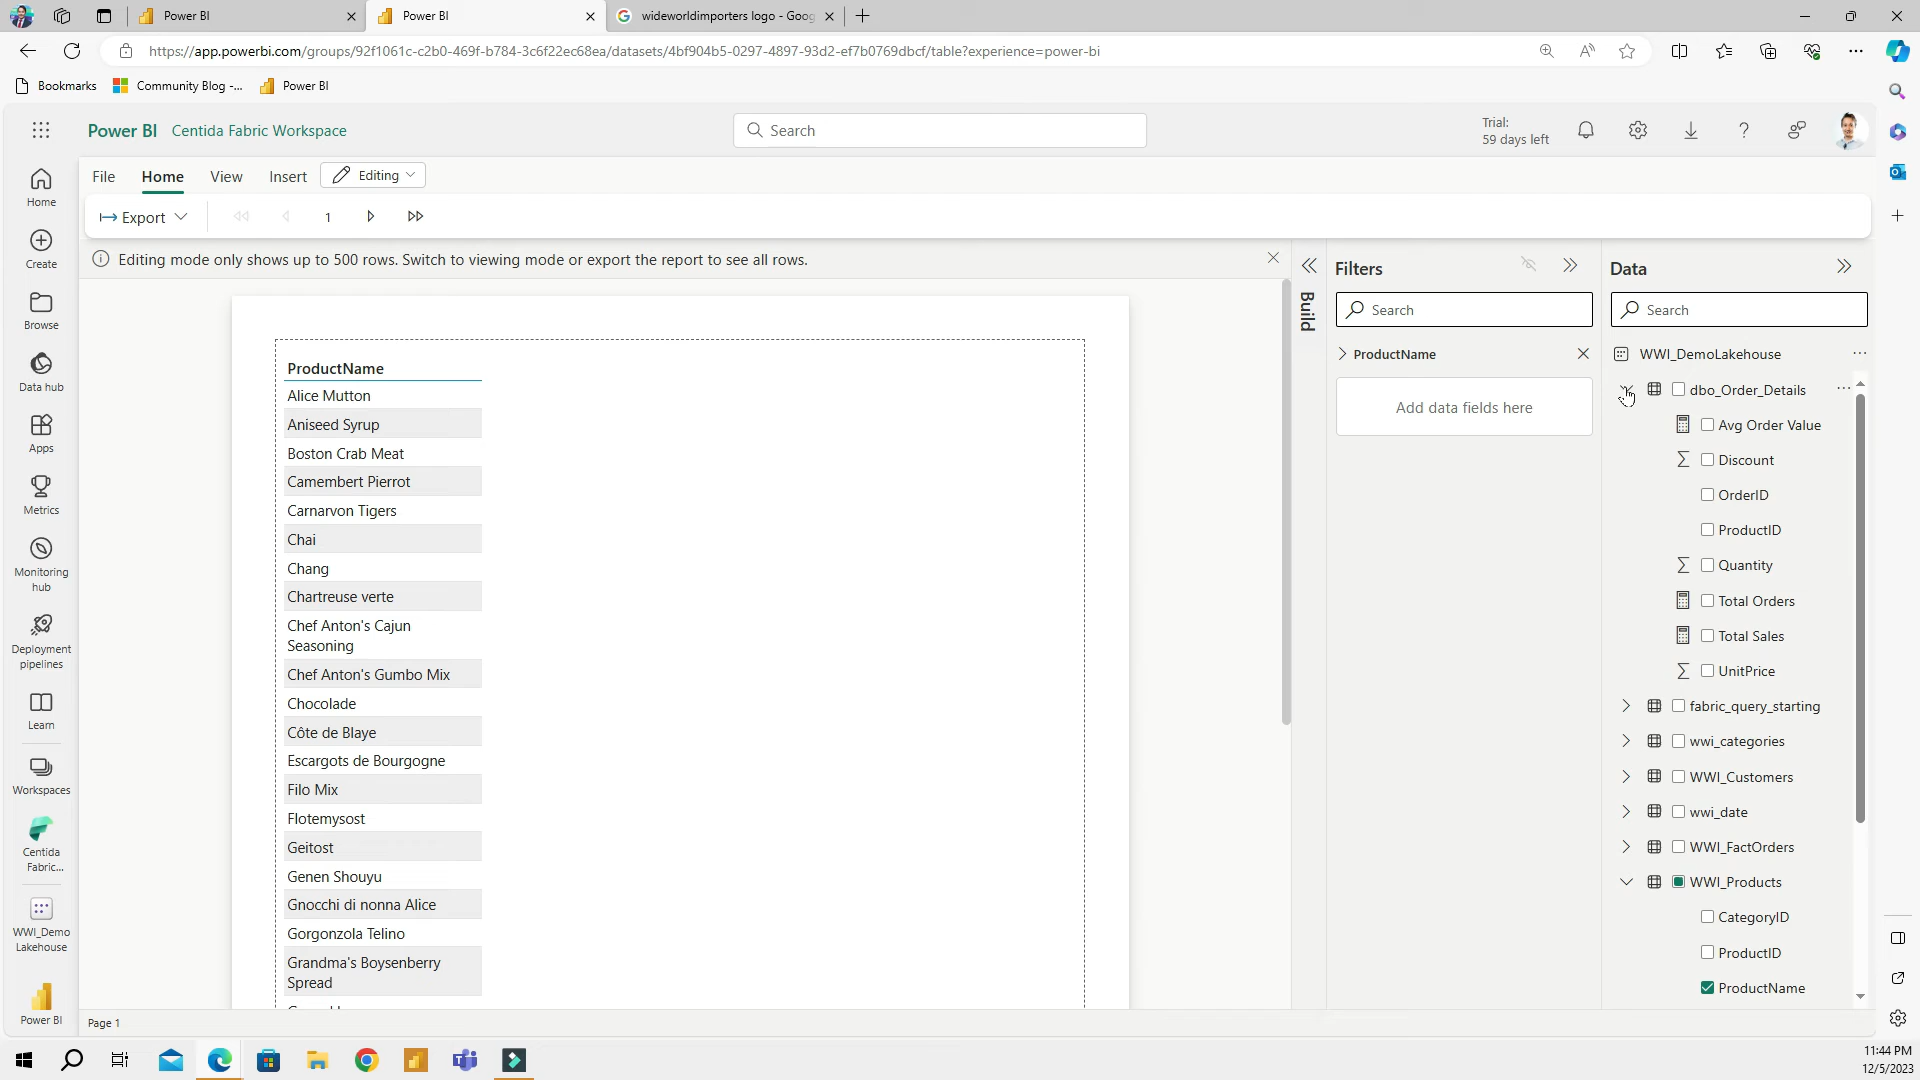 Power BI
Power BI
wideworldimporters logo - Goog
https://app.powerbi.com/groups/92f1061c-c2b0-469f-b784-3c6f22ec68ea/datasets/4bf904b5-0297-4897-93d2-ef7b0769dbcf/table?experience=power-bi
Bookmarks
Community Blog -...
Power BI
Power BI Centida Fabric Workspace
Search
Trial:
59 days left
File Home View Insert Editing
Export 1
Home
Create
Browse
Data hub
Apps
Metrics
Monitoring
hub
Deployment
pipelines
Learn
Workspaces
Centida
Fabric...
WWI_Demo
Lakehouse
Power BI
Editing mode only shows up to 500 rows. Switch to viewing mode or export the report to see all rows.
ProductName
Alice Mutton
Aniseed Syrup
Boston Crab Meat
Camembert Pierrot
Carnarvon Tigers
Chai
Chang
Chartreuse verte
Chef Anton's Cajun
Seasoning
Chef Anton's Gumbo Mix
Chocolade
Côte de Blaye
Escargots de Bourgogne
Filo Mix
Flotemysost
Geitost
Genen Shouyu
Gnocchi di nonna Alice
Gorgonzola Telino
Grandma's Boysenberry
Spread
Page 1
Build
Filters
Search
ProductName
Add data fields here
Data
Search
WWI_DemoLakehouse
dbo_Order_Details
Avg Order Value
Discount
OrderID
ProductID
Quantity
Total Orders
Total Sales
UnitPrice
fabric_query_starting
wwi_categories
WWI_Customers
wwi_date
WWI_FactOrders
WWI_Products
CategoryID
ProductID
ProductName
11:44 PM
12/5/2023